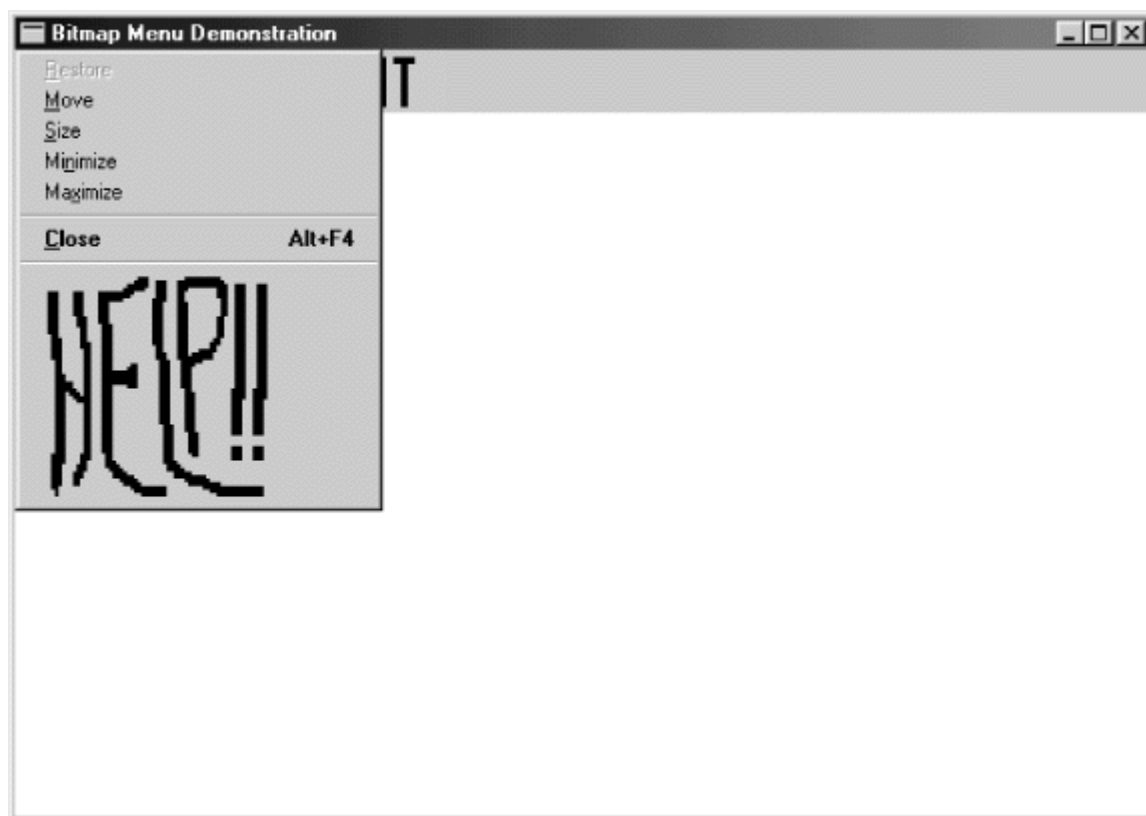 Bitmap Menu Demonstration
Restore
Move
Size
Minimize
Maximize
Close Alt+F4
HELP!!